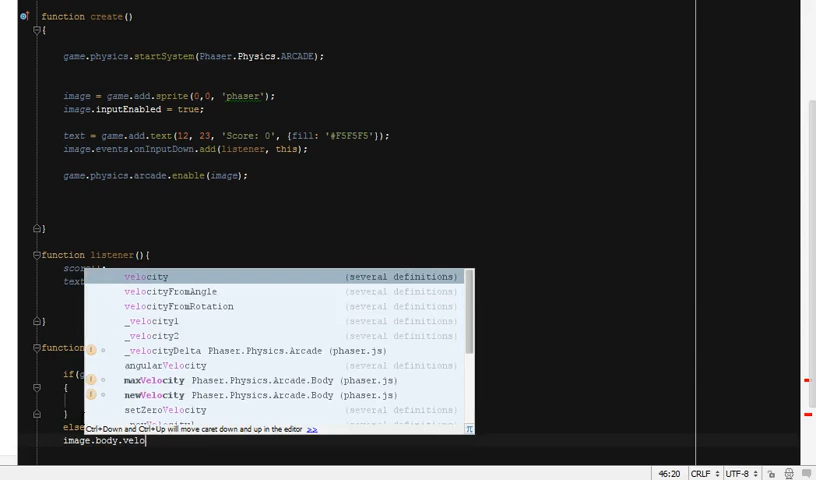 function create()
{
game.physics.startSystem(Phaser.Physics.ARCADE);
image = game.add.sprite(0,0, 'phaser');
image.inputEnabled = true;
text = game.add.text(12, 23, 'Score: 0', {fill: '#F5F5F5'});
image.events.onInputDown.add(listener, this);
game.physics.arcade.enable(image);
}
function listener(){
text
velocity (several definitions)
velocityFromAngle (several definitions)
velocityFromRotation (several definitions)
_velocity1 (several definitions)
_velocity2 (several definitions)
}
function
_velocityDelta Phaser.Physics.Arcade (phaser.js)
angularVelocity (several definitions)
if(
maxVelocity Phaser.Physics.Arcade.Body (phaser.js)
{
newVelocity Phaser.Physics.Arcade.Body (phaser.js)
setZeroVelocity (several definitions)
}
else
Ctrl+Down and Ctrl+Up will move caret down and up in the editor >>
π
image.body.velo
46:20 CRLF UTF-8